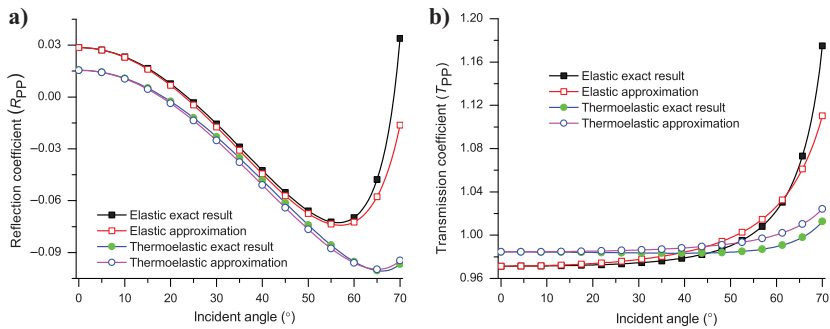 a)
0.03
0.00
−0.03
−0.06
−0.09
Reflection coefficient (RPP)
Elastic exact result
Elastic approximation
Thermoelastic exact result
Thermoelastic approximation
0 10 20 30 40 50 60 70
Incident angle (°)
b)
1.20
1.16
1.12
1.08
1.04
1.00
0.96
Transmission coefficient (TPP)
Elastic exact result
Elastic approximation
Thermoelastic exact result
Thermoelastic approximation
0 10 20 30 40 50 60 70
Incident angle (°)